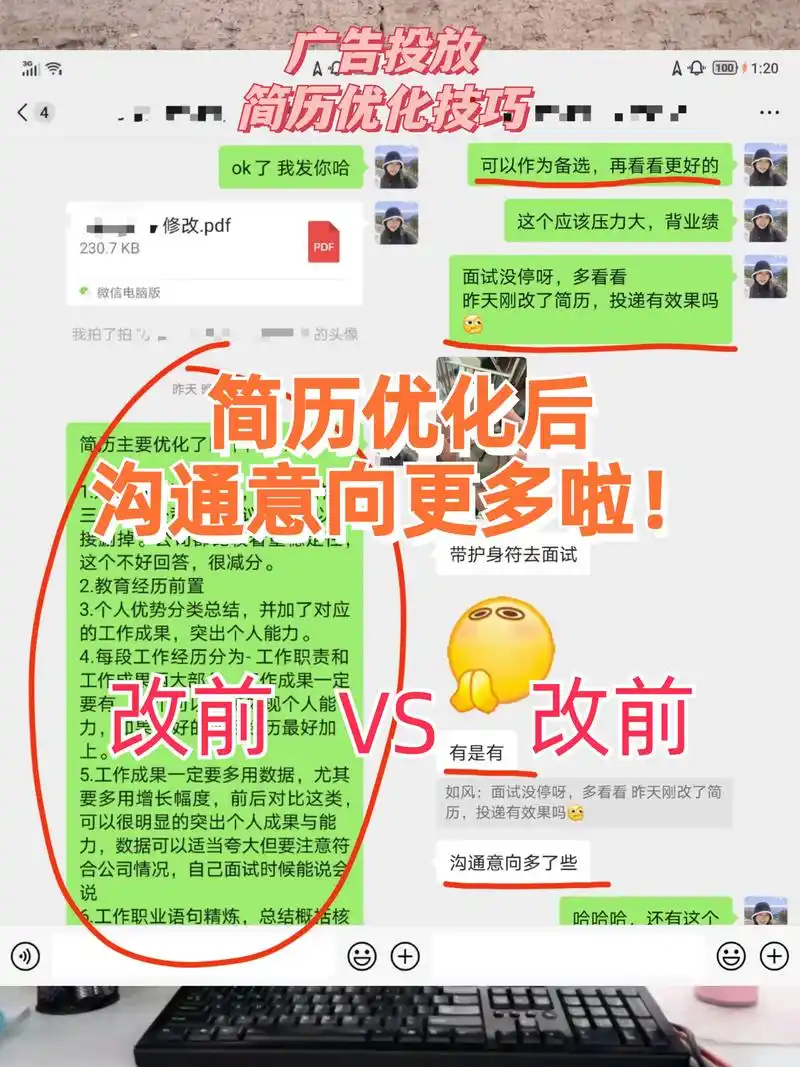 广告投放
简历优化技巧
3G
100
1:20
4
ok了 我发你哈
修改.pdf
230.7 KB
PDF
微信电脑版
我拍了拍"
的头像
昨天
简历主要优化了
1.
三
接删掉。公司都比较看重稳定性,
这个不好回答,很减分。
2.教育经历前置
3.个人优势分类总结,并加了对应
的工作成果,突出个人能力。
4.每段工作经历分为- 工作职责和
工作成果两大部
作成果一定
要有
现个人能
力,如果
好的
历最好加
上。
5.工作成果一定要多用数据,尤其
要多用增长幅度,前后对比这类,
可以很明显的突出个人成果与能
力,数据可以适当夸大但要注意符
合公司情况,自己面试时候能说会
说
6.工作职业语句精炼,总结概括核
可以作为备选,再看看更好的
这个应该压力大,背业绩
面试没停呀,多看看
昨天刚改了简历,投递有效果吗
简历优化后
沟通意向更多啦!
带护身符去面试
改前 VS 改前
有是有
如风:面试没停呀,多看看 昨天刚改了简
历,投递有效果吗
沟通意向多了些
哈哈哈,还有这个